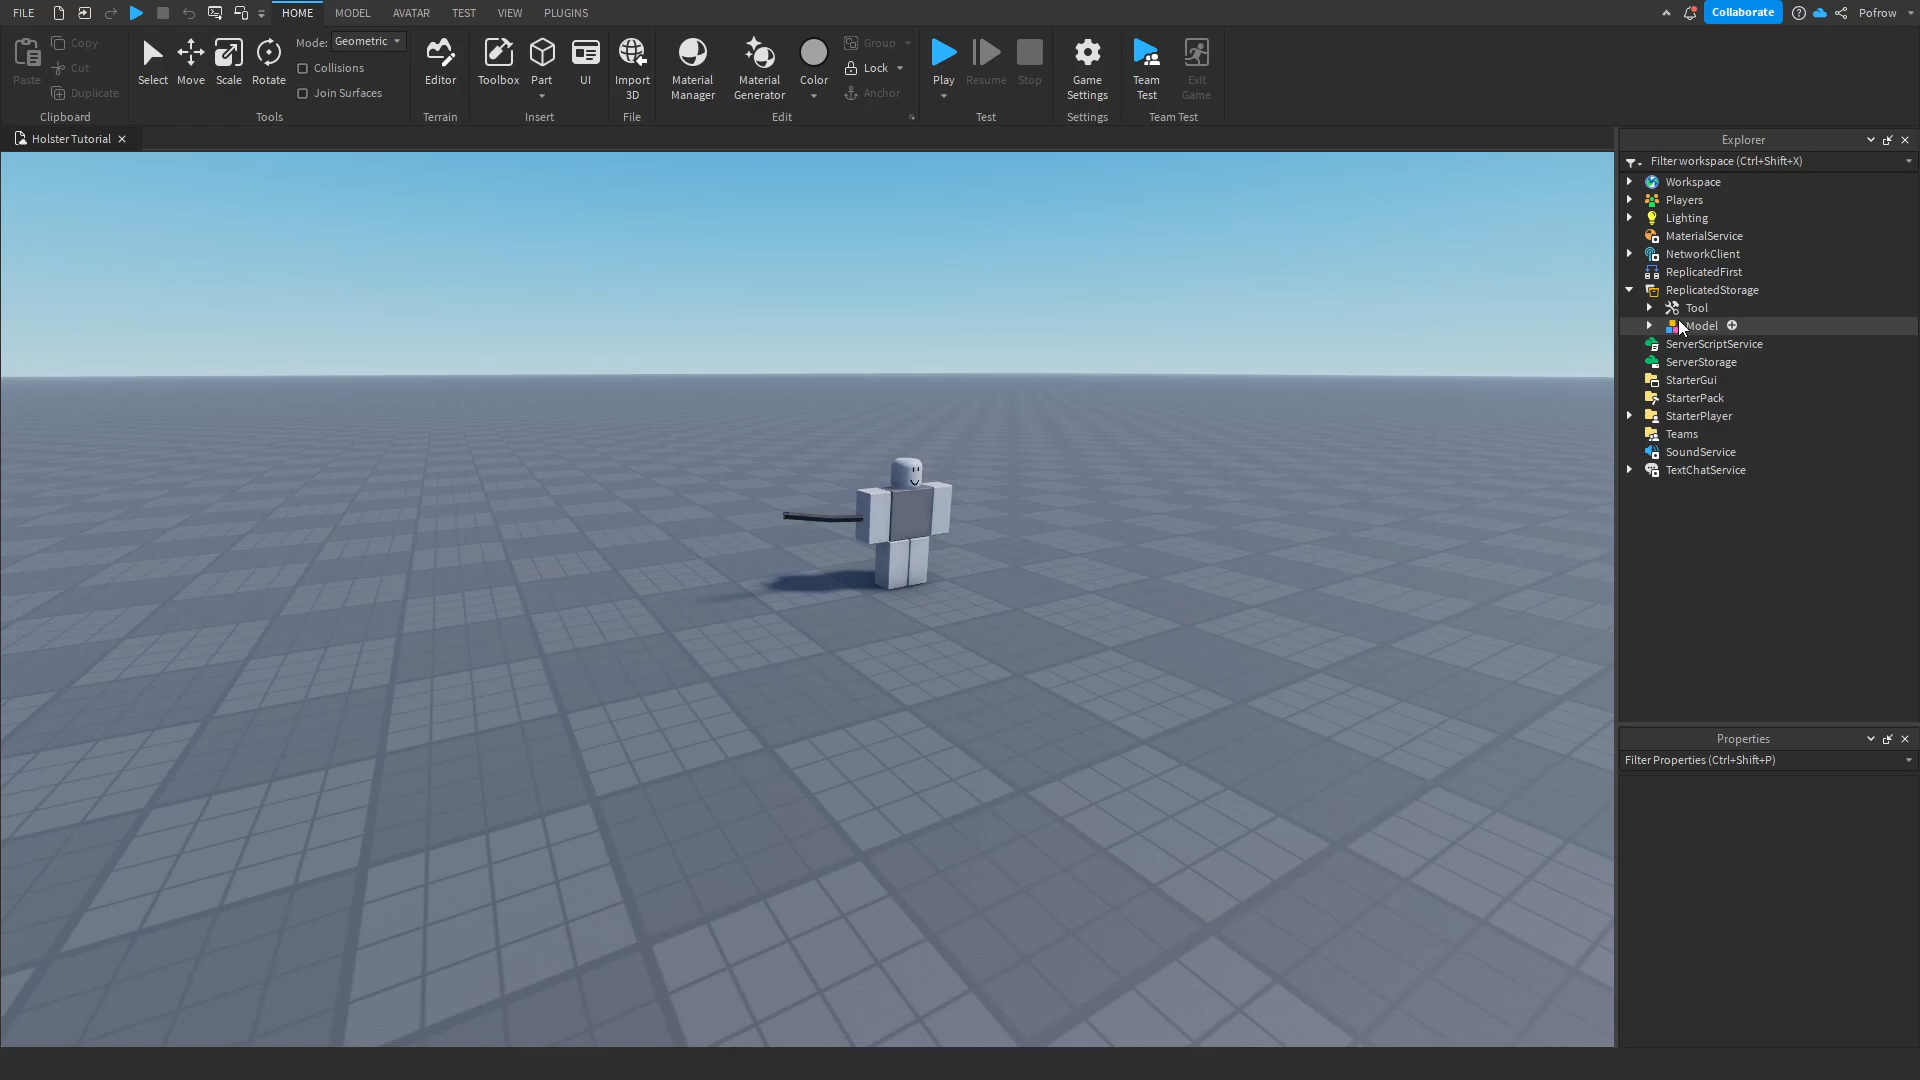 FILE HOME MODEL AVATAR TEST VIEW PLUGINS Collaborate Pofrow
Paste Copy Cut Duplicate Clipboard
Select Move Scale Rotate Mode: Geometric Collisions Join Surfaces Tools
Editor Terrain
Toolbox Part UI Insert
Import 3D File
Material Manager Material Generator Color Group Lock Anchor Edit
Play Resume Stop Test
Game Settings Settings
Team Test Exit Game Team Test
Holster Tutorial
Explorer
Filter workspace (Ctrl+Shift+X)
Workspace
Players
Lighting
MaterialService
NetworkClient
ReplicatedFirst
ReplicatedStorage
Tool
Model
ServerScriptService
ServerStorage
StarterGui
StarterPack
StarterPlayer
Teams
SoundService
TextChatService
Properties
Filter Properties (Ctrl+Shift+P)